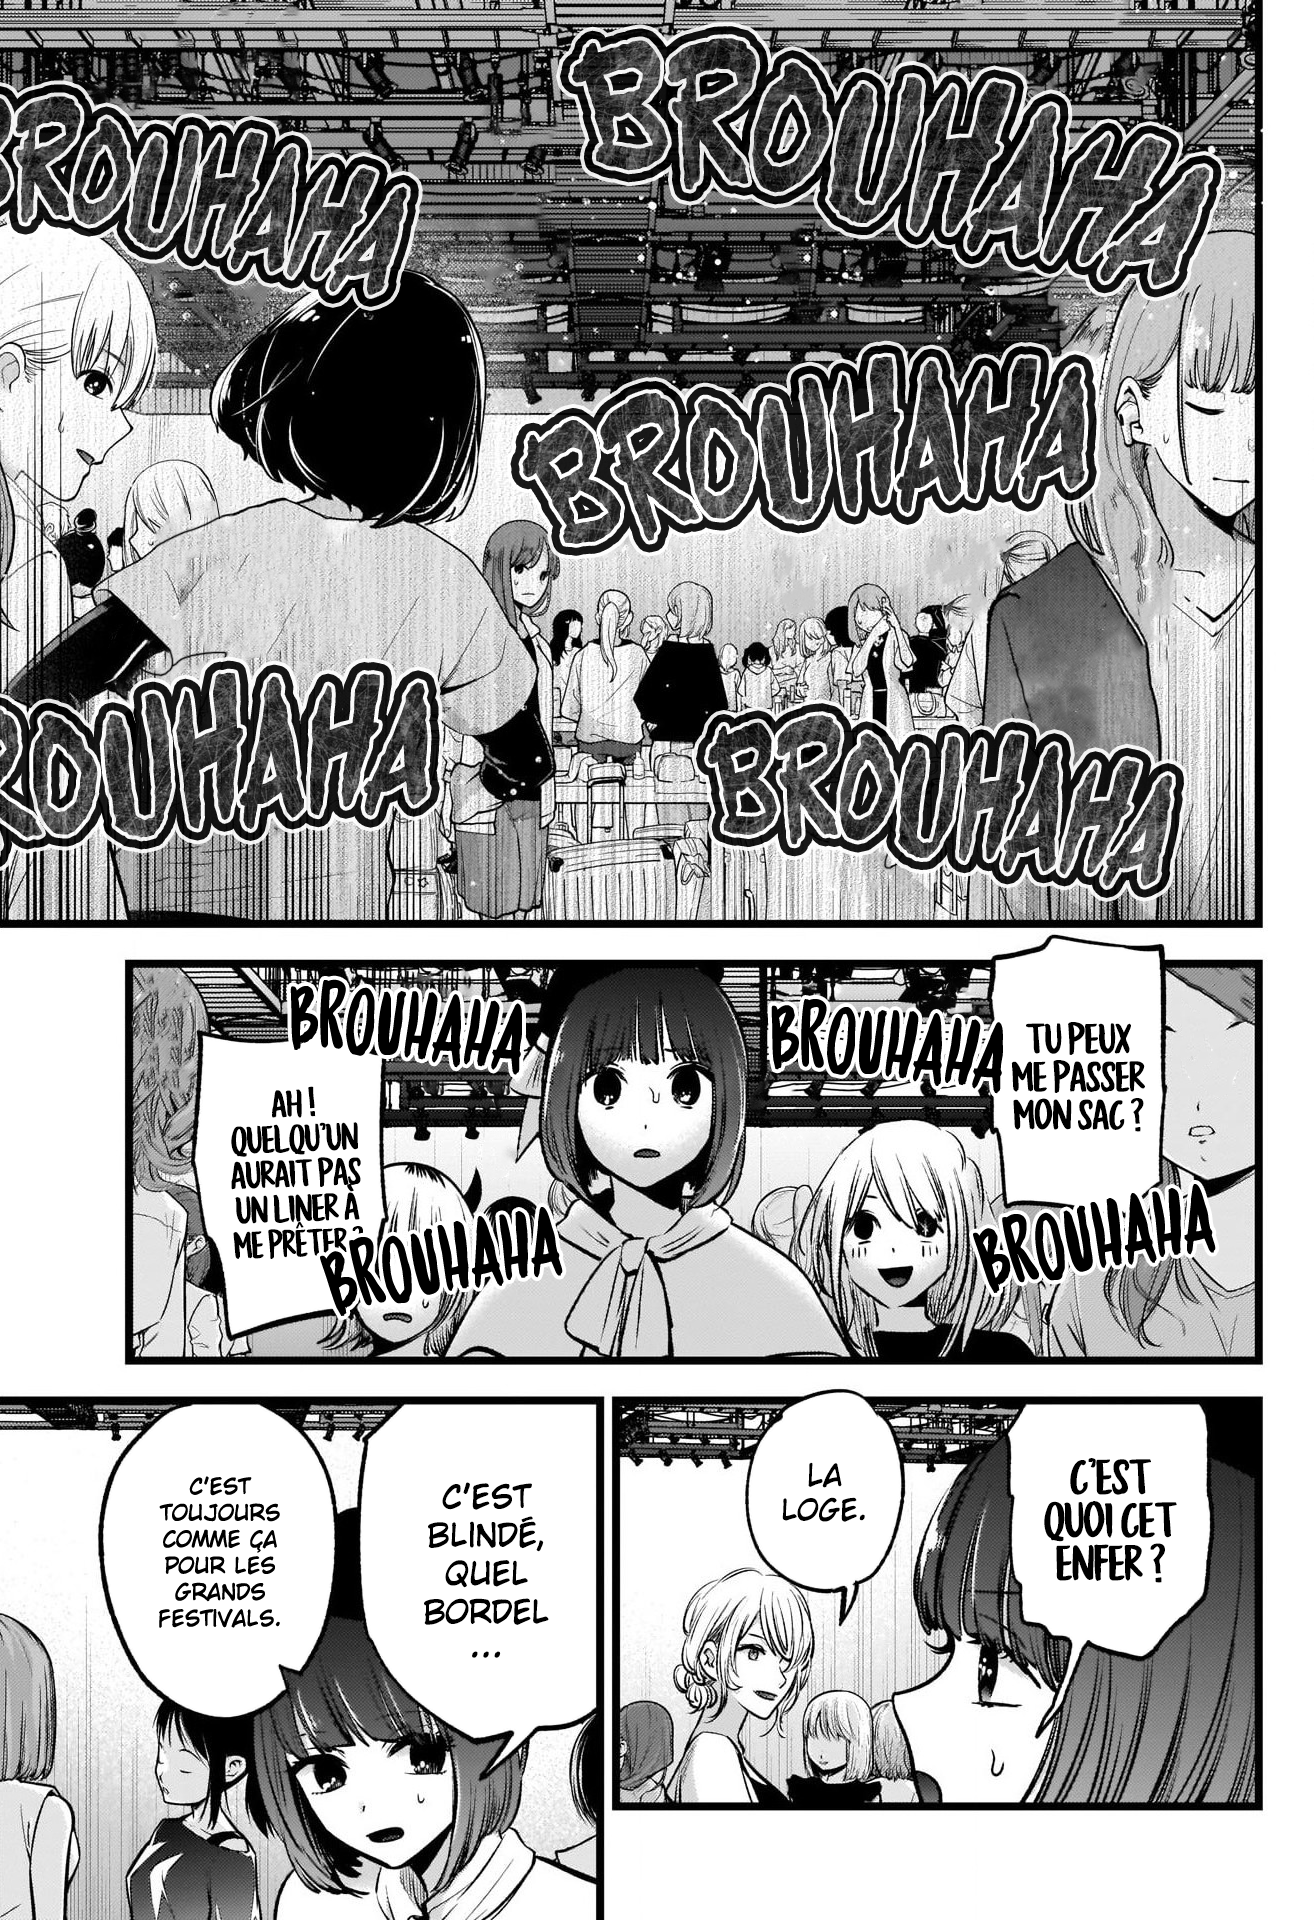 BROUHAHA
BROUHAHA
BROUHAHA
BROUHAHA
BROUHAHA
TU PEUX
ME PASSER
MON SAC ?
BROUHAHA
BROUHAHA
BROUHAHA
AH !
QUELQU'UN
AURAIT PAS
UN LINER À
ME PRÊTER ?
BROUHAHA
C'EST
QUOI CET
ENFER ?
LA
LOGE.
C'EST
BLINDÉ,
QUEL
BORDEL
...
C'EST
TOUJOURS
COMME ÇA
POUR LES
GRANDS
FESTIVALS.